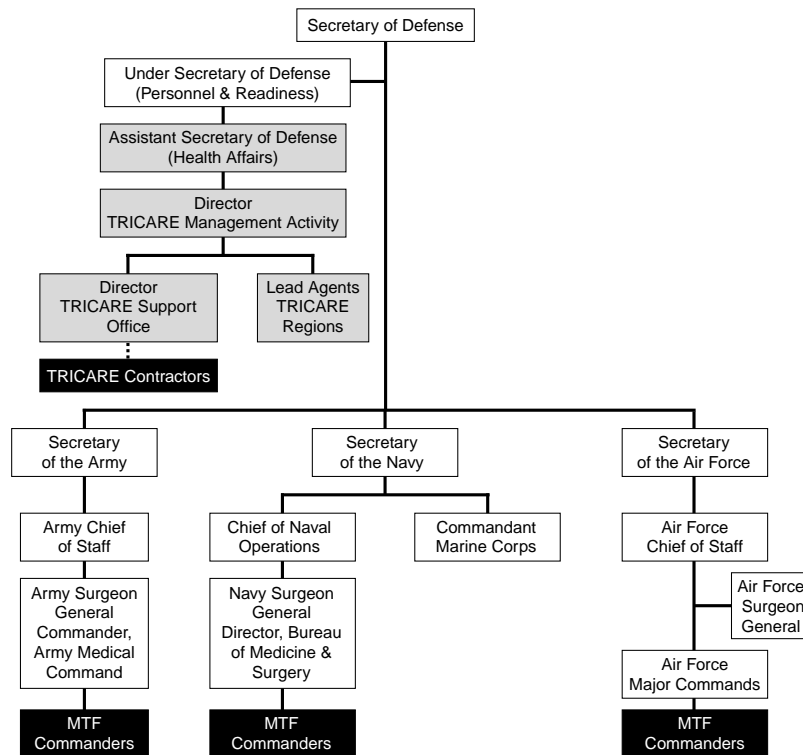 Secretary of Defense
Under Secretary of Defense
(Personnel & Readiness)
Assistant Secretary of Defense
(Health Affairs)
Director
TRICARE Management Activity
Director
TRICARE Support
Office
Lead Agents
TRICARE
Regions
TRICARE Contractors
Secretary
of the Army
Secretary
of the Navy
Secretary
of the Air Force
Army Chief
of Staff
Chief of Naval
Operations
Commandant
Marine Corps
Air Force
Chief of Staff
Army Surgeon
General
Commander,
Army Medical
Command
Navy Surgeon
General
Director, Bureau
of Medicine &
Surgery
Air Force
Surgeon
General
Air Force
Major Commands
MTF
Commanders
MTF
Commanders
MTF
Commanders